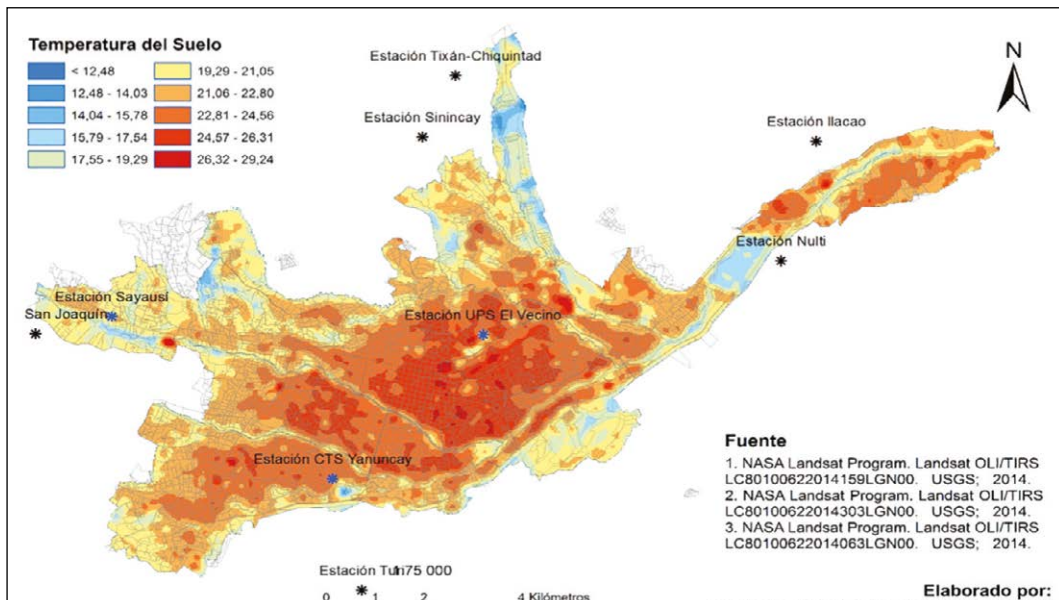 Temperatura del Suelo
< 12,48
12,48 - 14,03
14,04 - 15,78
15,79 - 17,54
17,55 - 19,29
19,29 - 21,05
21,06 - 22,80
22,81 - 24,56
24,57 - 26,31
26,32 - 29,24
Estación Tixán-Chiquintad
Estación Sinincay
Estación Ilacao
N
Estación Nulti
Estación Sayausí
San Joaquín
Estación UPS El Vecino
Estación CTS Yanuncay
Fuente
1. NASA Landsat Program. Landsat OLI/TIRS
LC80100622014159LGN00. USGS; 2014.
2. NASA Landsat Program. Landsat OLI/TIRS
LC80100622014303LGN00. USGS; 2014.
3. NASA Landsat Program. Landsat OLI/TIRS
LC80100622014063LGN00. USGS; 2014.
Estación Turi 75 000
0 1 2 4 Kilómetros
Elaborado por: